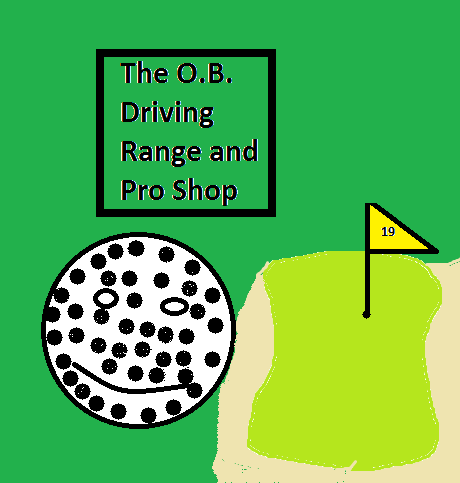 The O.B.
Driving
Range and
Pro Shop
19